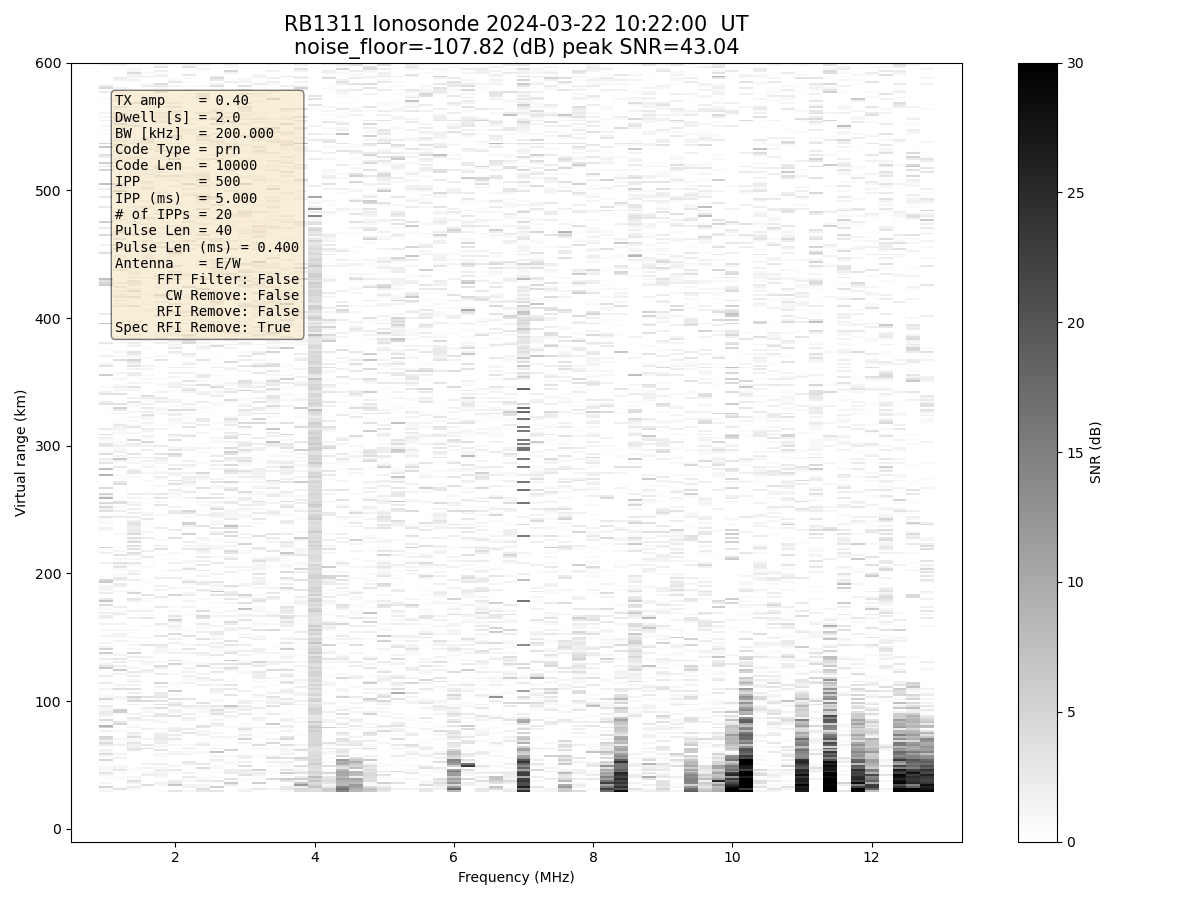 RB1311 Ionosonde 2024-03-22 10:22:00  UT
noise_floor=-107.82 (dB) peak SNR=43.04
TX amp    = 0.40
Dwell [s] = 2.0
BW [kHz]  = 200.000
Code Type = prn
Code Len  = 10000
IPP       = 500
IPP (ms)  = 5.000
# of IPPs = 20
Pulse Len = 40
Pulse Len (ms) = 0.400
Antenna   = E/W
FFT Filter: False
CW Remove: False
RFI Remove: False
Spec RFI Remove: True
600
500
400
300
200
100
0
Virtual range (km)
2 4 6 8 10 12
Frequency (MHz)
30
25
20
15
10
5
0
SNR (dB)